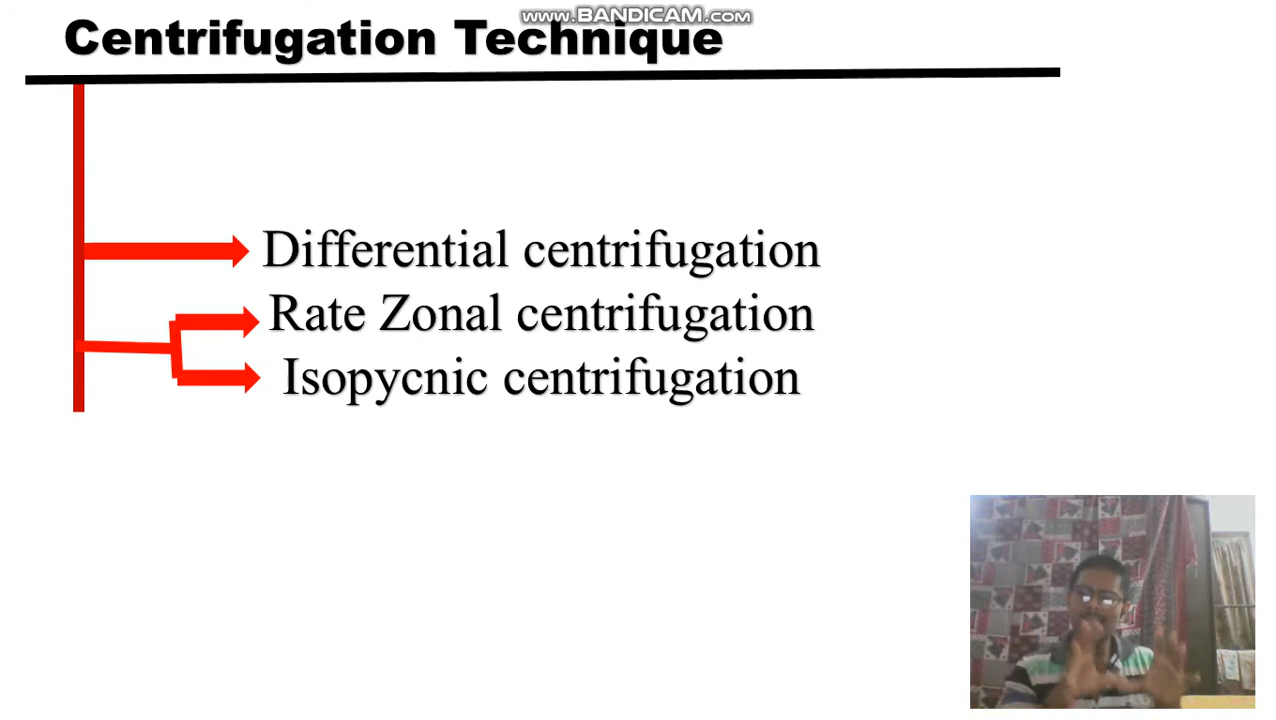 www.BANDICAM.com
Centrifugation Technique
Differential centrifugation
Rate Zonal centrifugation
Isopycnic centrifugation